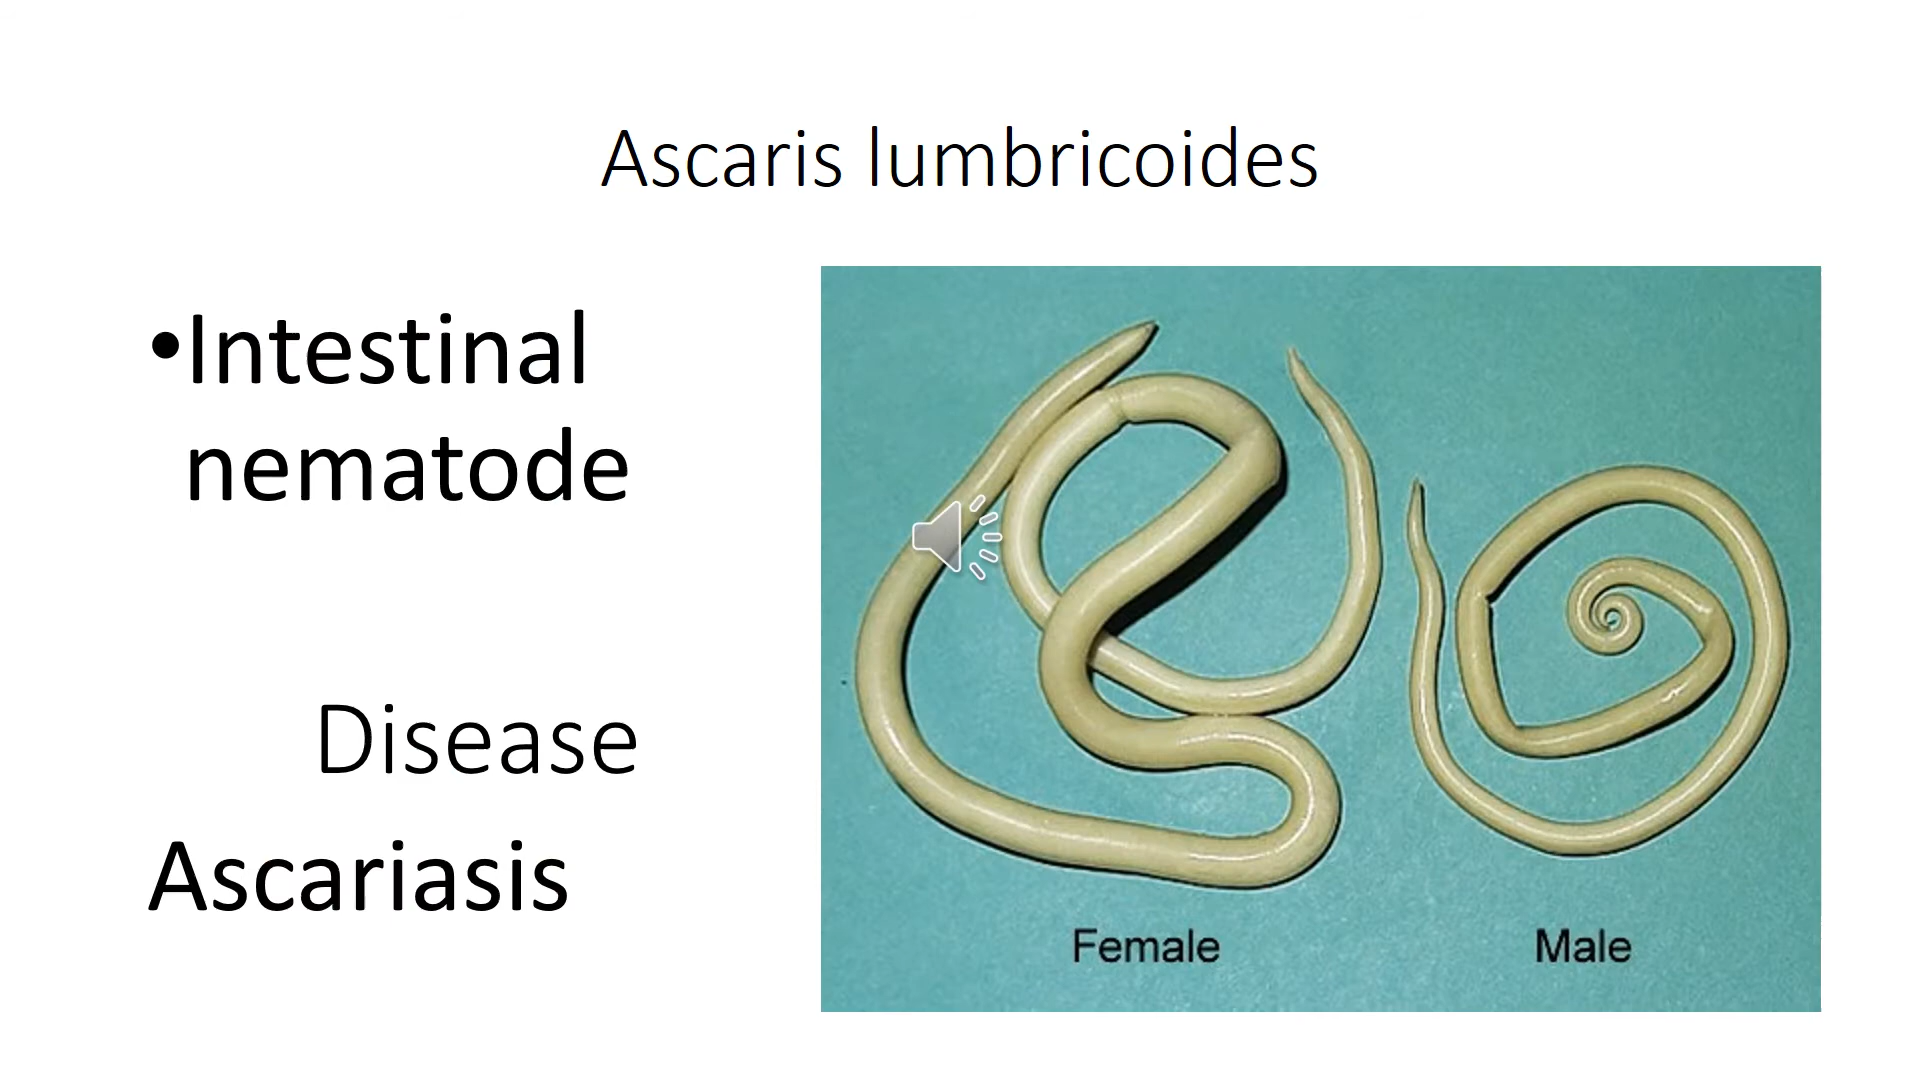 Ascaris lumbricoides
•Intestinal
nematode
Disease
Ascariasis
Female
Male